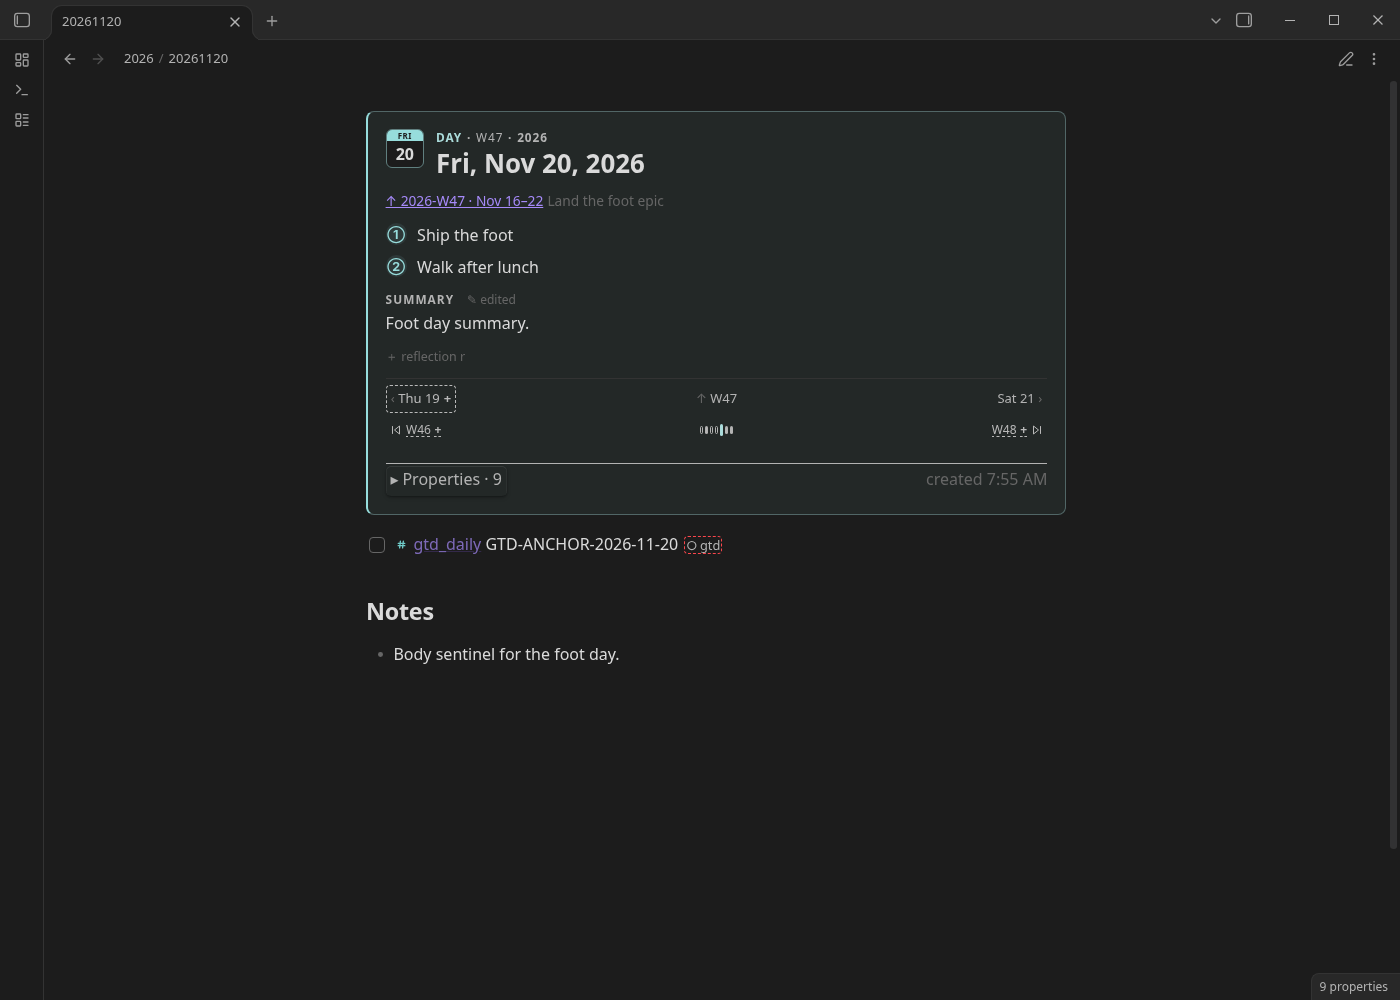 20261120
2026 / 20261120
FRI
20
DAY · W47 · 2026
Fri, Nov 20, 2026
↑ 2026-W47 · Nov 16–22 Land the foot epic
① Ship the foot
② Walk after lunch
SUMMARY ✎ edited
Foot day summary.
+ reflection r
‹ Thu 19 + ↑ W47 Sat 21 ›
W46 + W48 +
▸ Properties · 9 created 7:55 AM
# gtd_daily GTD-ANCHOR-2026-11-20 ○ gtd
Notes
• Body sentinel for the foot day.
9 properties